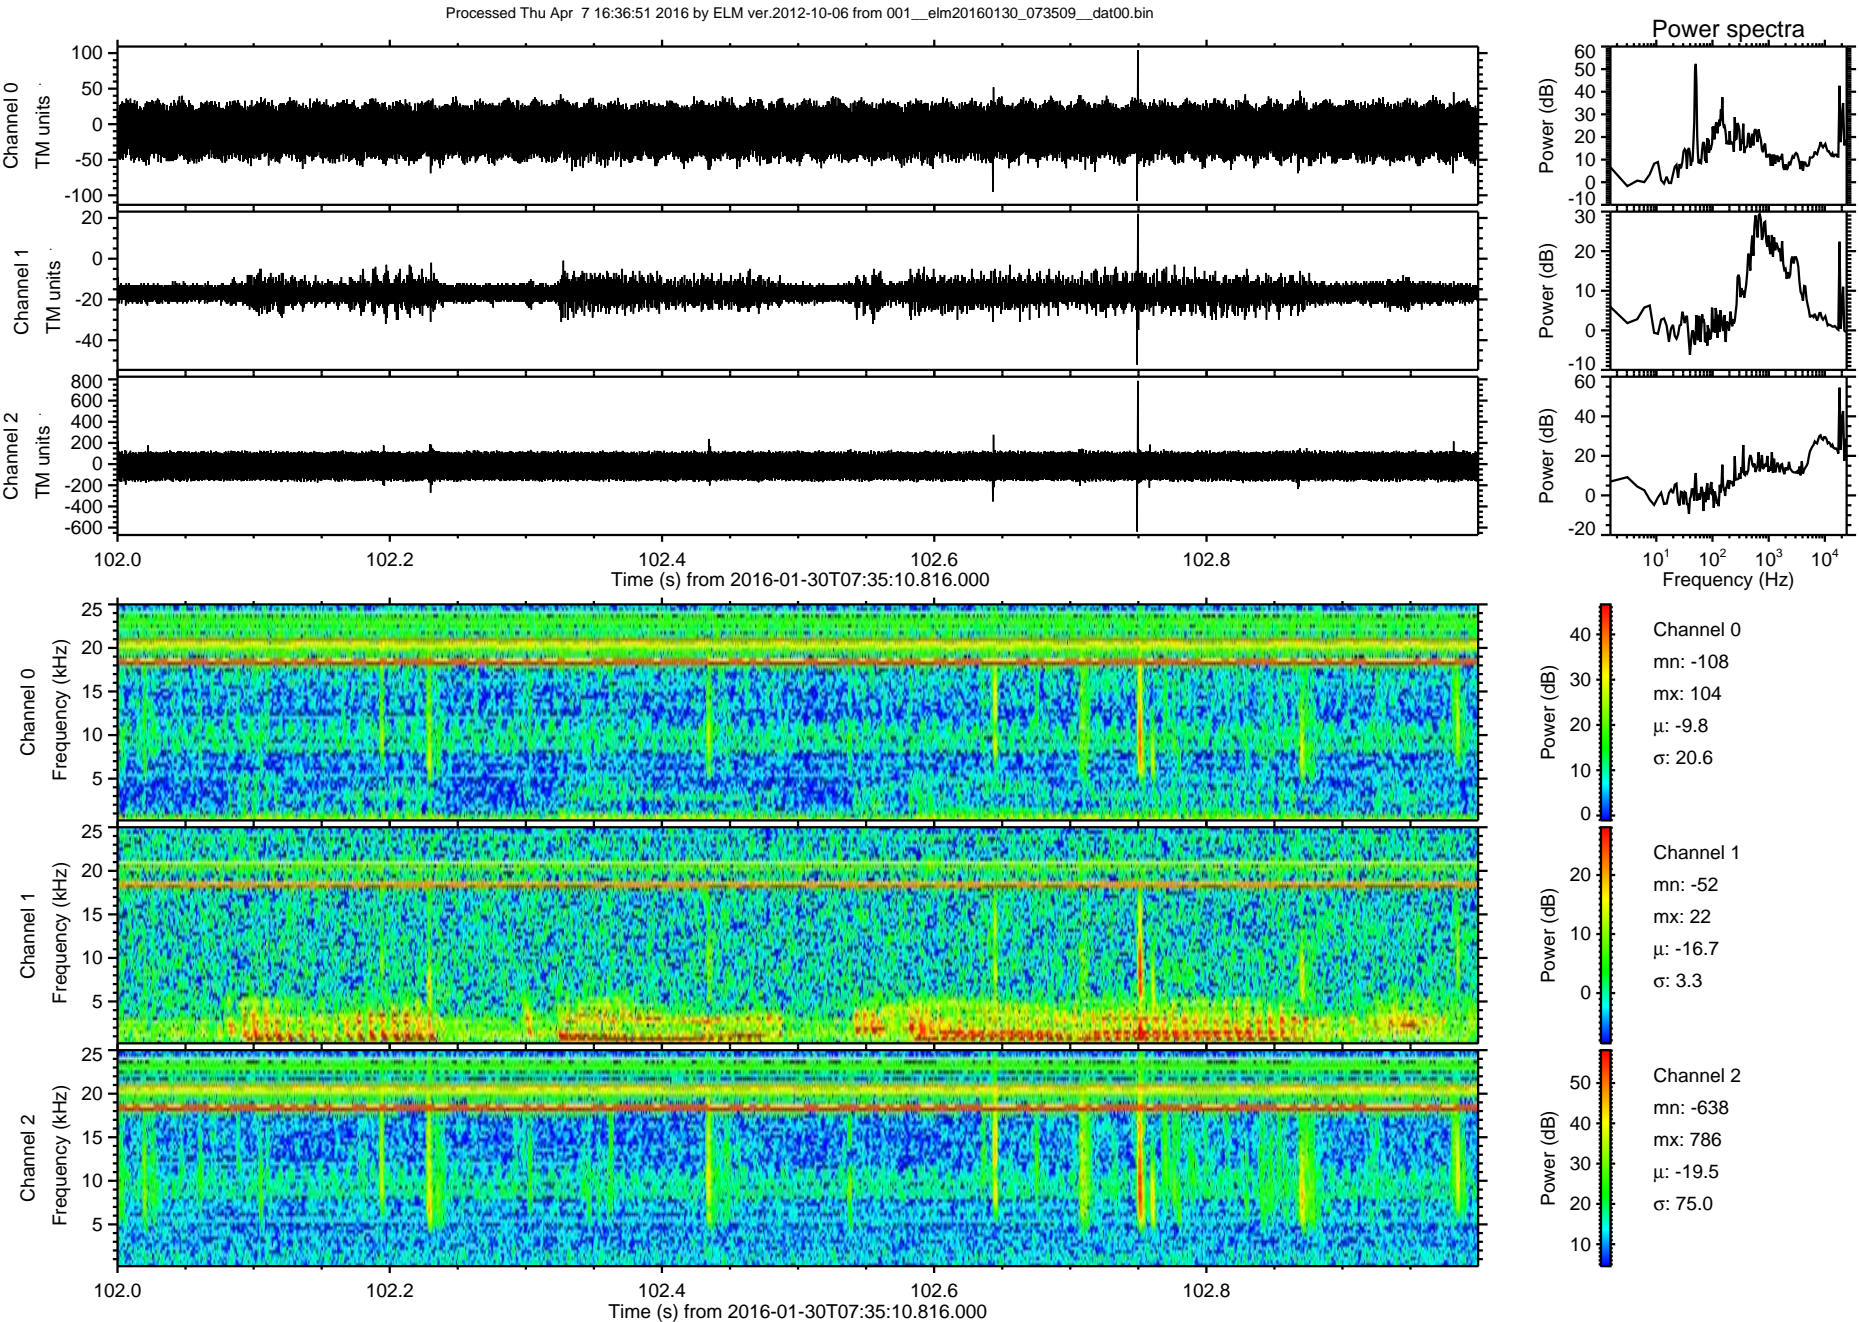 Processed Thu Apr  7 16:36:51 2016 by ELM ver.2012-10-06 from 001__elm20160130_073509__dat00.bin
Power spectra
Channel 0
TM units
100
50
0
-50
-100
Power (dB)
60
50
40
30
20
10
0
-10
Channel 1
TM units
20
0
-20
-40
Power (dB)
30
20
10
0
-10
Channel 2
TM units
800
600
400
200
0
-200
-400
-600
Power (dB)
60
40
20
0
-20
102.0 102.2 102.4 102.6 102.8
Time (s) from 2016-01-30T07:35:10.816.000
10¹ 10² 10³ 10⁴
Frequency (Hz)
Channel 0
Frequency (kHz)
25
20
15
10
5
Power (dB)
40
30
20
10
0
Channel 0
mn: -108
mx: 104
μ: -9.8
σ: 20.6
Channel 1
Frequency (kHz)
25
20
15
10
5
Power (dB)
20
10
0
Channel 1
mn: -52
mx: 22
μ: -16.7
σ: 3.3
Channel 2
Frequency (kHz)
25
20
15
10
5
Power (dB)
50
40
30
20
10
Channel 2
mn: -638
mx: 786
μ: -19.5
σ: 75.0
102.0 102.2 102.4 102.6 102.8
Time (s) from 2016-01-30T07:35:10.816.000